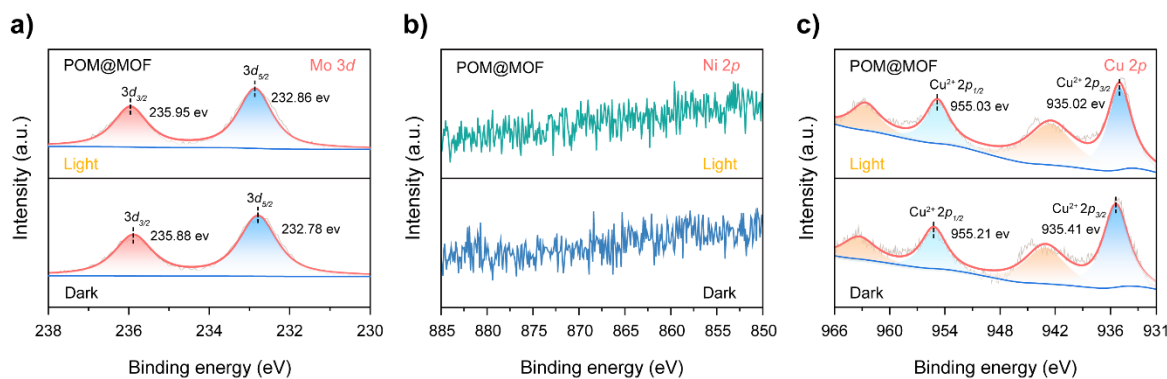 a)
POM@MOF
Mo 3d
3d3/2
235.95 ev
3d5/2
232.86 ev
Light
3d3/2
235.88 ev
3d5/2
232.78 ev
Dark
Intensity (a.u.)
238 236 234 232 230
Binding energy (eV)
b)
POM@MOF
Ni 2p
Light
Dark
Intensity (a.u.)
885 880 875 870 865 860 855 850
Binding energy (eV)
c)
POM@MOF
Cu 2p
Cu2+ 2p1/2
955.03 ev
Cu2+ 2p3/2
935.02 ev
Light
Cu2+ 2p1/2
955.21 ev
Cu2+ 2p3/2
935.41 ev
Dark
Intensity (a.u.)
966 960 954 948 942 936 931
Binding energy (eV)